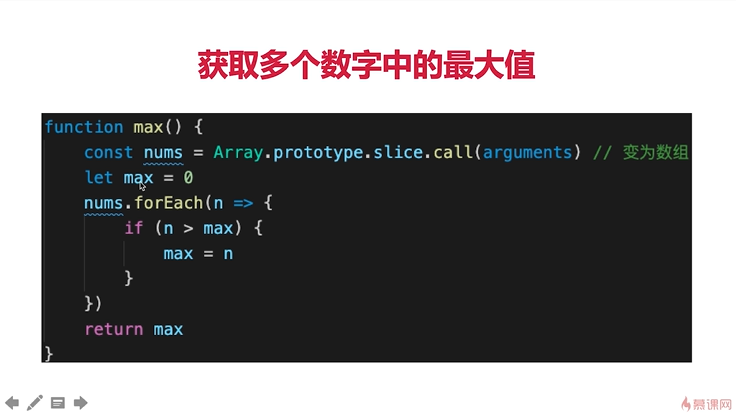 获取多个数字中的最大值
function max() {
    const nums = Array.prototype.slice.call(arguments) // 变为数组
    let max = 0
    nums.forEach(n => {
        if (n > max) {
            max = n
        }
    })
    return max
}
慕课网